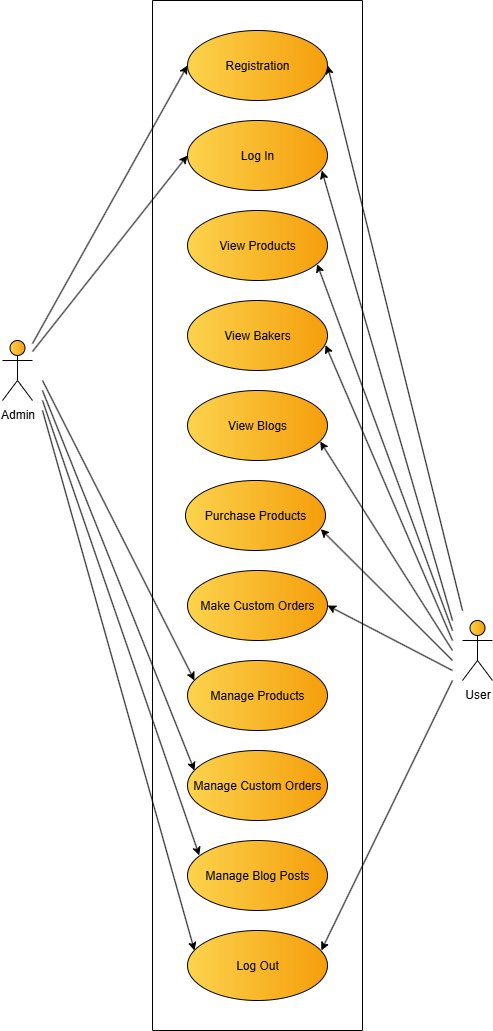 Registration
Log In
View Products
View Bakers
Admin
View Blogs
Purchase Products
Make Custom Orders
User
Manage Products
Manage Custom Orders
Manage Blog Posts
Log Out